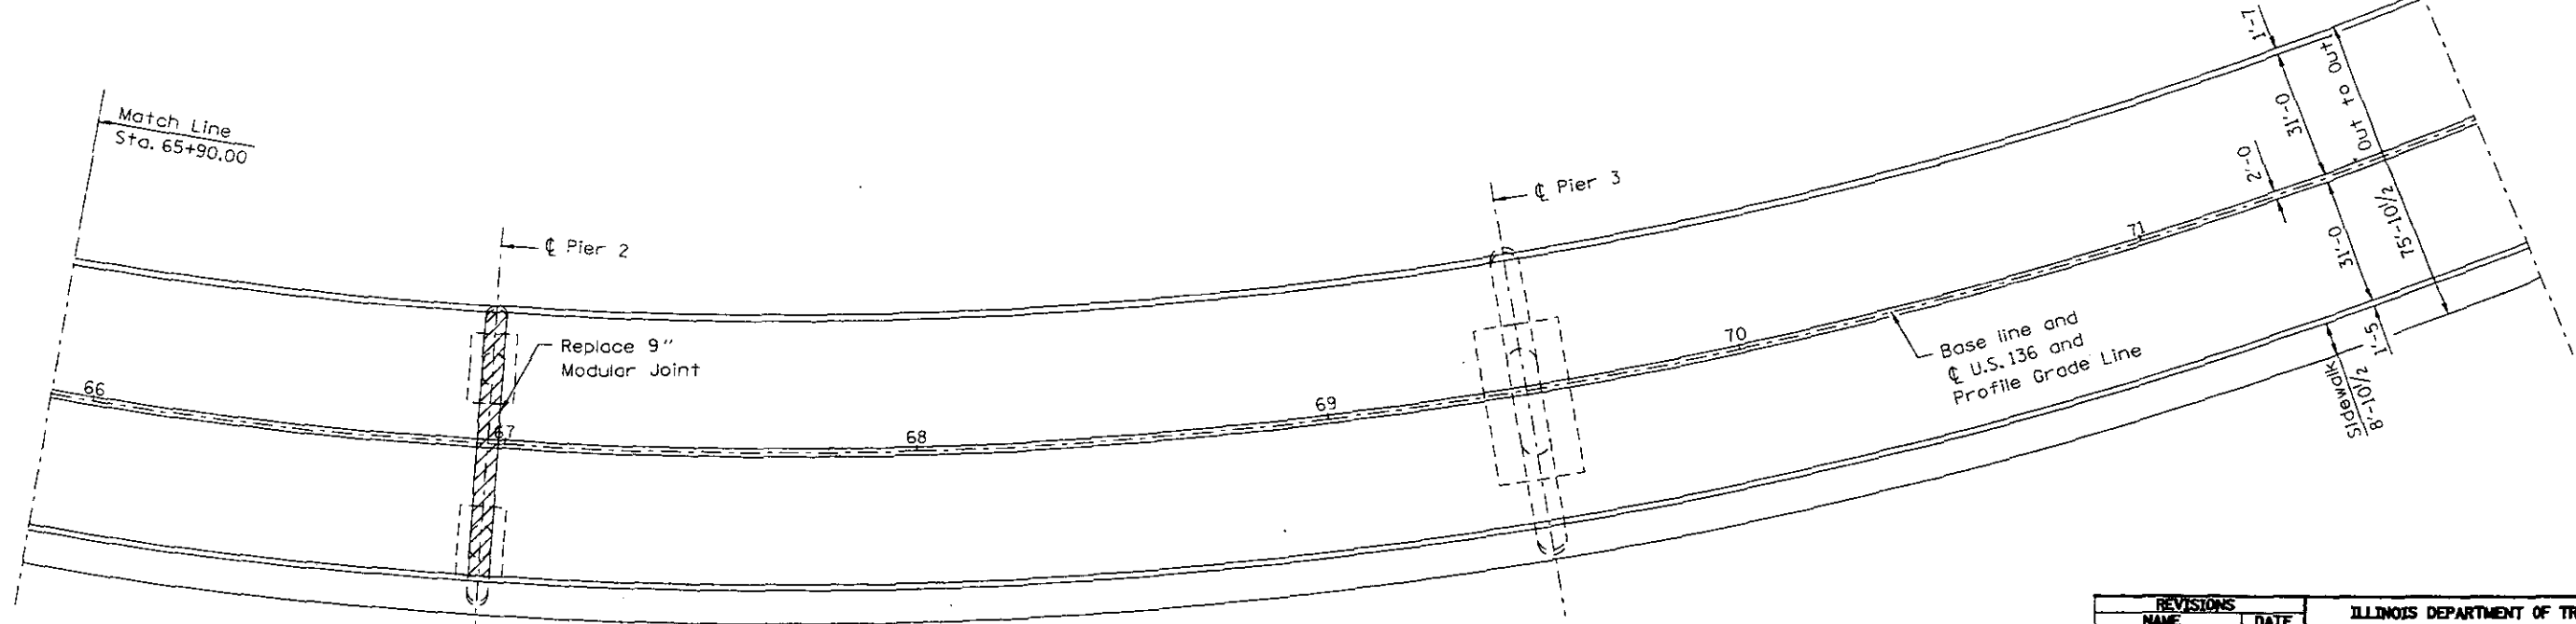 Match Line
Sta. 65+90.00
℄ Pier 2
Replace 9"
Modular Joint
66
67
68
69
70
71
℄ Pier 3
Base line and
℄ U.S. 136 and
Profile Grade Line
1'-7
31'-0
2'-0
31'-0
75'-10½" Out to Out
1'-5
Sidewalk
8'-10½
REVISIONS
NAME DATE
ILLINOIS DEPARTMENT OF TR